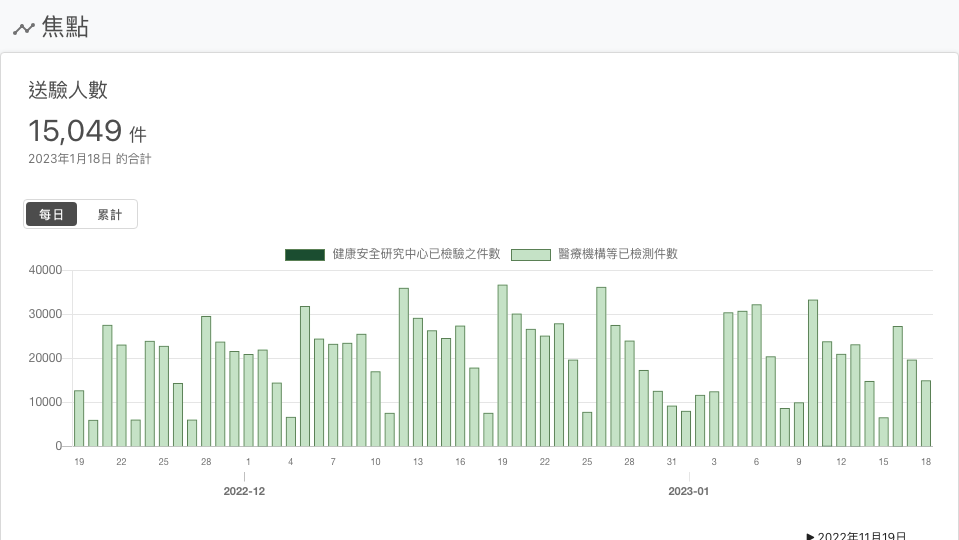 焦點
送驗人數
15,049 件
2023年1月18日 的合計
每日 累計
健康安全研究中心已檢驗之件數 醫療機構等已檢測件數
40000
30000
20000
10000
0
19 22 25 28 1 4 7 10 13 16 19 22 25 28 31 3 6 9 12 15 18
2022-12 2023-01
▶ 2022年11月19日